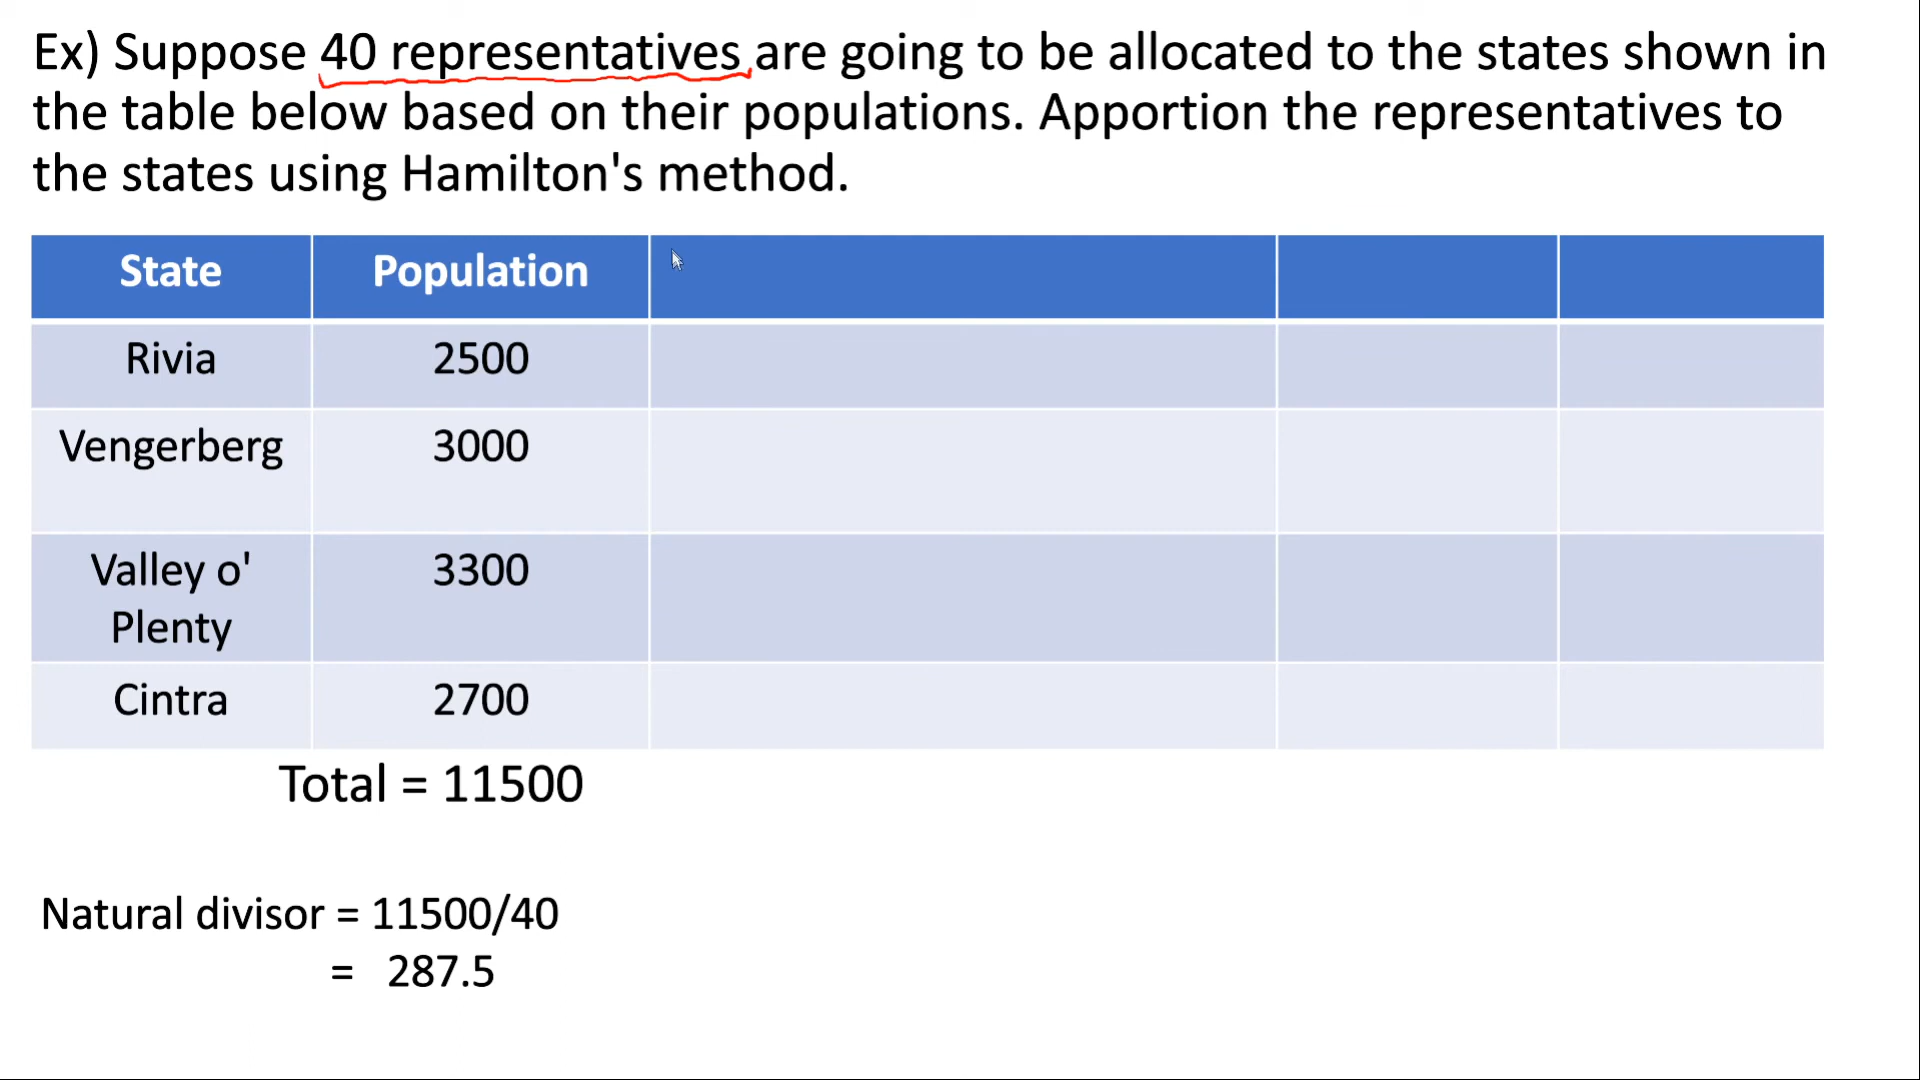 Ex) Suppose 40 representatives are going to be allocated to the states shown in
the table below based on their populations. Apportion the representatives to
the states using Hamilton's method.
State Population
Rivia 2500
Vengerberg 3000
Valley o' 3300
Plenty
Cintra 2700
Total = 11500
Natural divisor = 11500/40
= 287.5